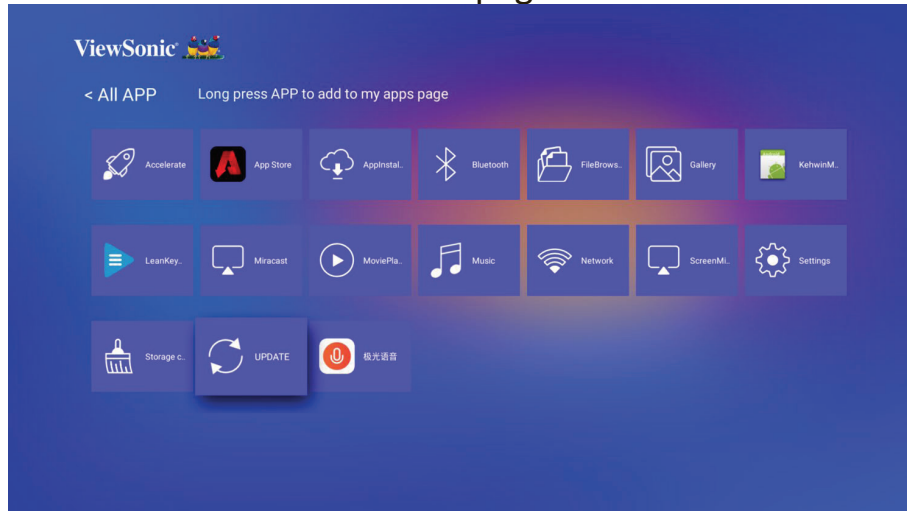 ViewSonic®
< All APP Long press APP to add to my apps page
Accelerate App Store AppInstal.. Bluetooth FileBrows.. Gallery KehwinM..
LeanKey.. Miracast MoviePla.. Music Network ScreenMi.. Settings
Storage c.. UPDATE 极光语音